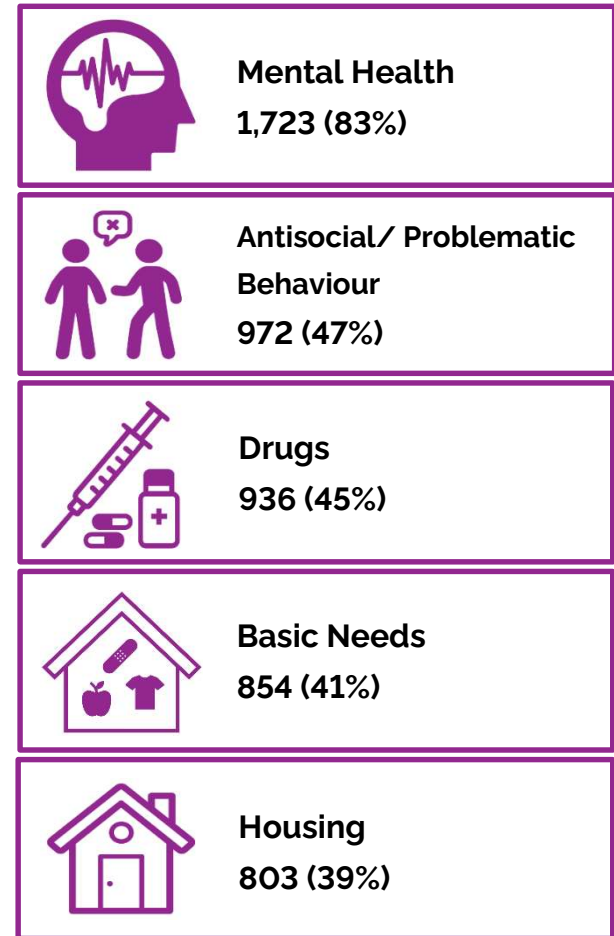 Mental Health
1,723 (83%)
Antisocial/ Problematic
Behaviour
972 (47%)
Drugs
936 (45%)
Basic Needs
854 (41%)
Housing
803 (39%)